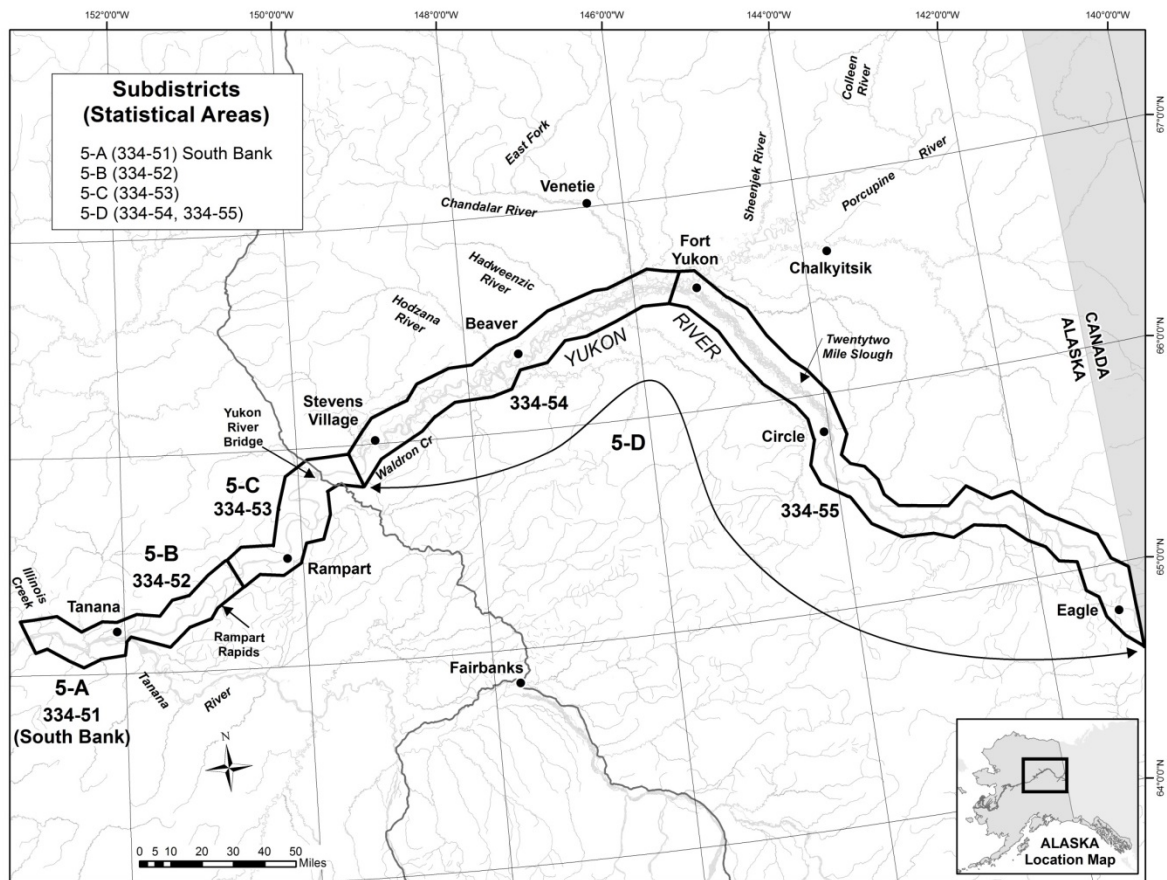 152°0'0"W
150°0'0"W
148°0'0"W
146°0'0"W
144°0'0"W
142°0'0"W
140°0'0"W
Subdistricts
(Statistical Areas)
5-A (334-51) South Bank
5-B (334-52)
5-C (334-53)
5-D (334-54, 334-55)
Colleen
River
67°0'0"N
East Fork
Sheenjek River
River
Porcupine
Venetie
Chandalar River
Fort
Yukon
Chalkyitsik
Hadweenzic
River
Hodzana
River
Beaver
YUKON
RIVER
Twentytwo
Mile Slough
CANADA
ALASKA
66°0'0"N
Stevens
Village
334-54
Yukon
River
Bridge
Waldron Cr
5-D
Circle
5-C
334-53
334-55
65°0'0"N
5-B
334-52
Rampart
Illinois
Creek
Tanana
Eagle
Rampart
Rapids
Fairbanks
5-A
334-51
(South Bank)
Tanana
River
N
64°0'0"N
0 5 10 20 30 40 50
Miles
ALASKA
Location Map